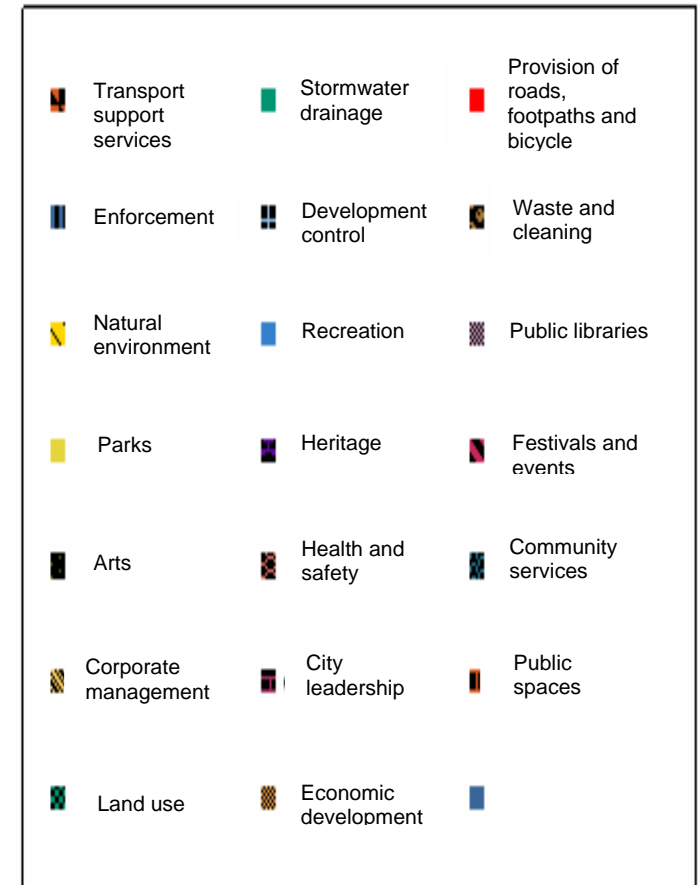 Transport
support
services
Stormwater
drainage
Provision of
roads,
footpaths and
bicycle
Enforcement
Development
control
Waste and
cleaning
Natural
environment
Recreation
Public libraries
Parks
Heritage
Festivals and
events
Arts
Health and
safety
Community
services
Corporate
management
City
leadership
Public
spaces
Land use
Economic
development